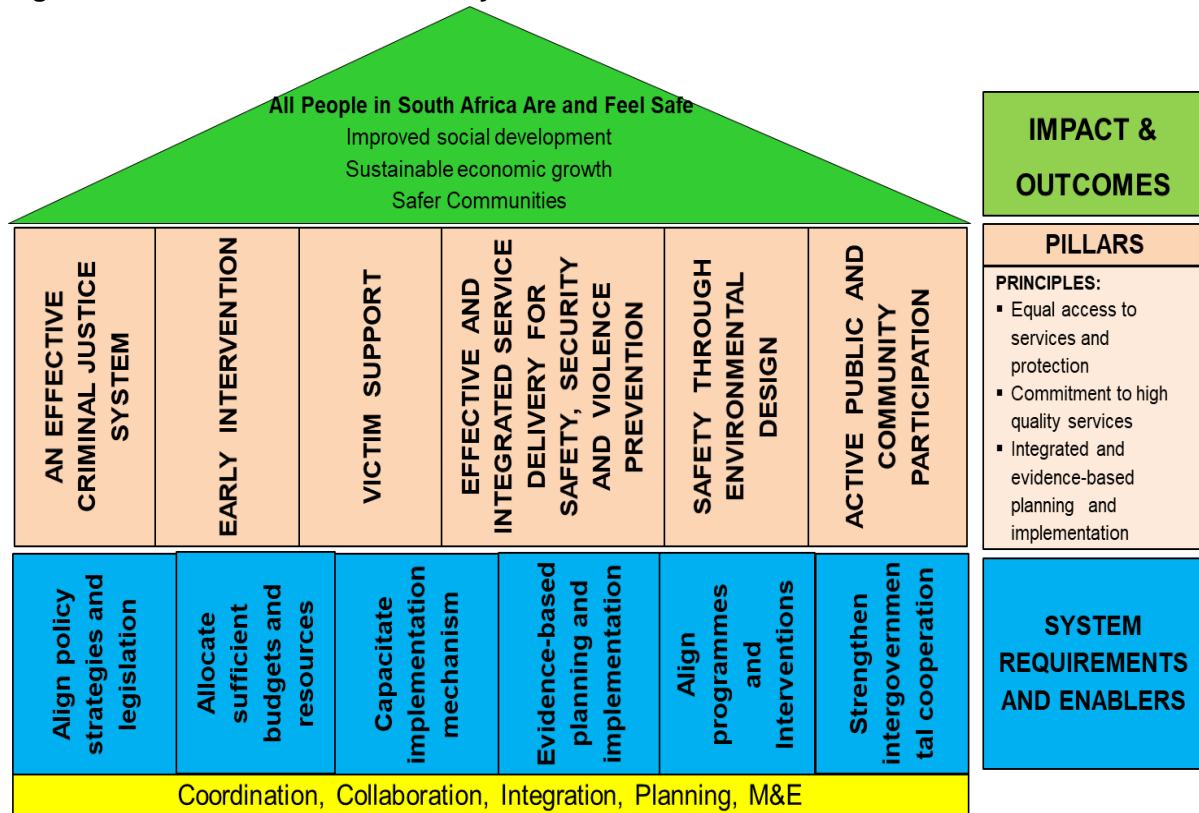 All People in South Africa Are and Feel Safe
Improved social development
Sustainable economic growth
Safer Communities
IMPACT &
OUTCOMES
AN EFFECTIVE
CRIMINAL JUSTICE
SYSTEM
EARLY INTERVENTION
VICTIM SUPPORT
EFFECTIVE AND
INTEGRATED SERVICE
DELIVERY FOR
SAFETY, SECURITY
AND VIOLENCE
PREVENTION
SAFETY THROUGH
ENVIRONMENTAL
DESIGN
ACTIVE PUBLIC AND
COMMUNITY
PARTICIPATION
PILLARS
PRINCIPLES:
▪ Equal access to
services and
protection
▪ Commitment to high
quality services
▪ Integrated and
evidence-based
planning and
implementation
Align policy
strategies and
legislation
Allocate
sufficient
budgets and
resources
Capacitate
implementation
mechanism
Evidence-based
planning and
implementation
Align
programmes
and
Interventions
Strengthen
intergovernmen
tal cooperation
SYSTEM
REQUIREMENTS
AND ENABLERS
Coordination, Collaboration, Integration, Planning, M&E